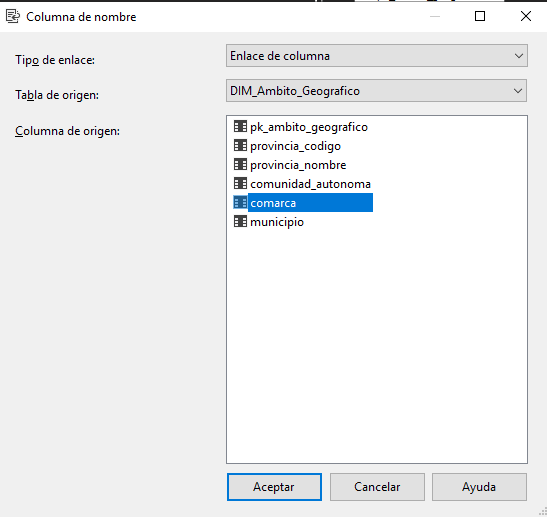 Columna de nombre
Tipo de enlace:
Enlace de columna
Tabla de origen:
DIM_Ambito_Geografico
Columna de origen:
pk_ambito_geografico
provincia_codigo
provincia_nombre
comunidad_autonoma
comarca
municipio
Aceptar
Cancelar
Ayuda